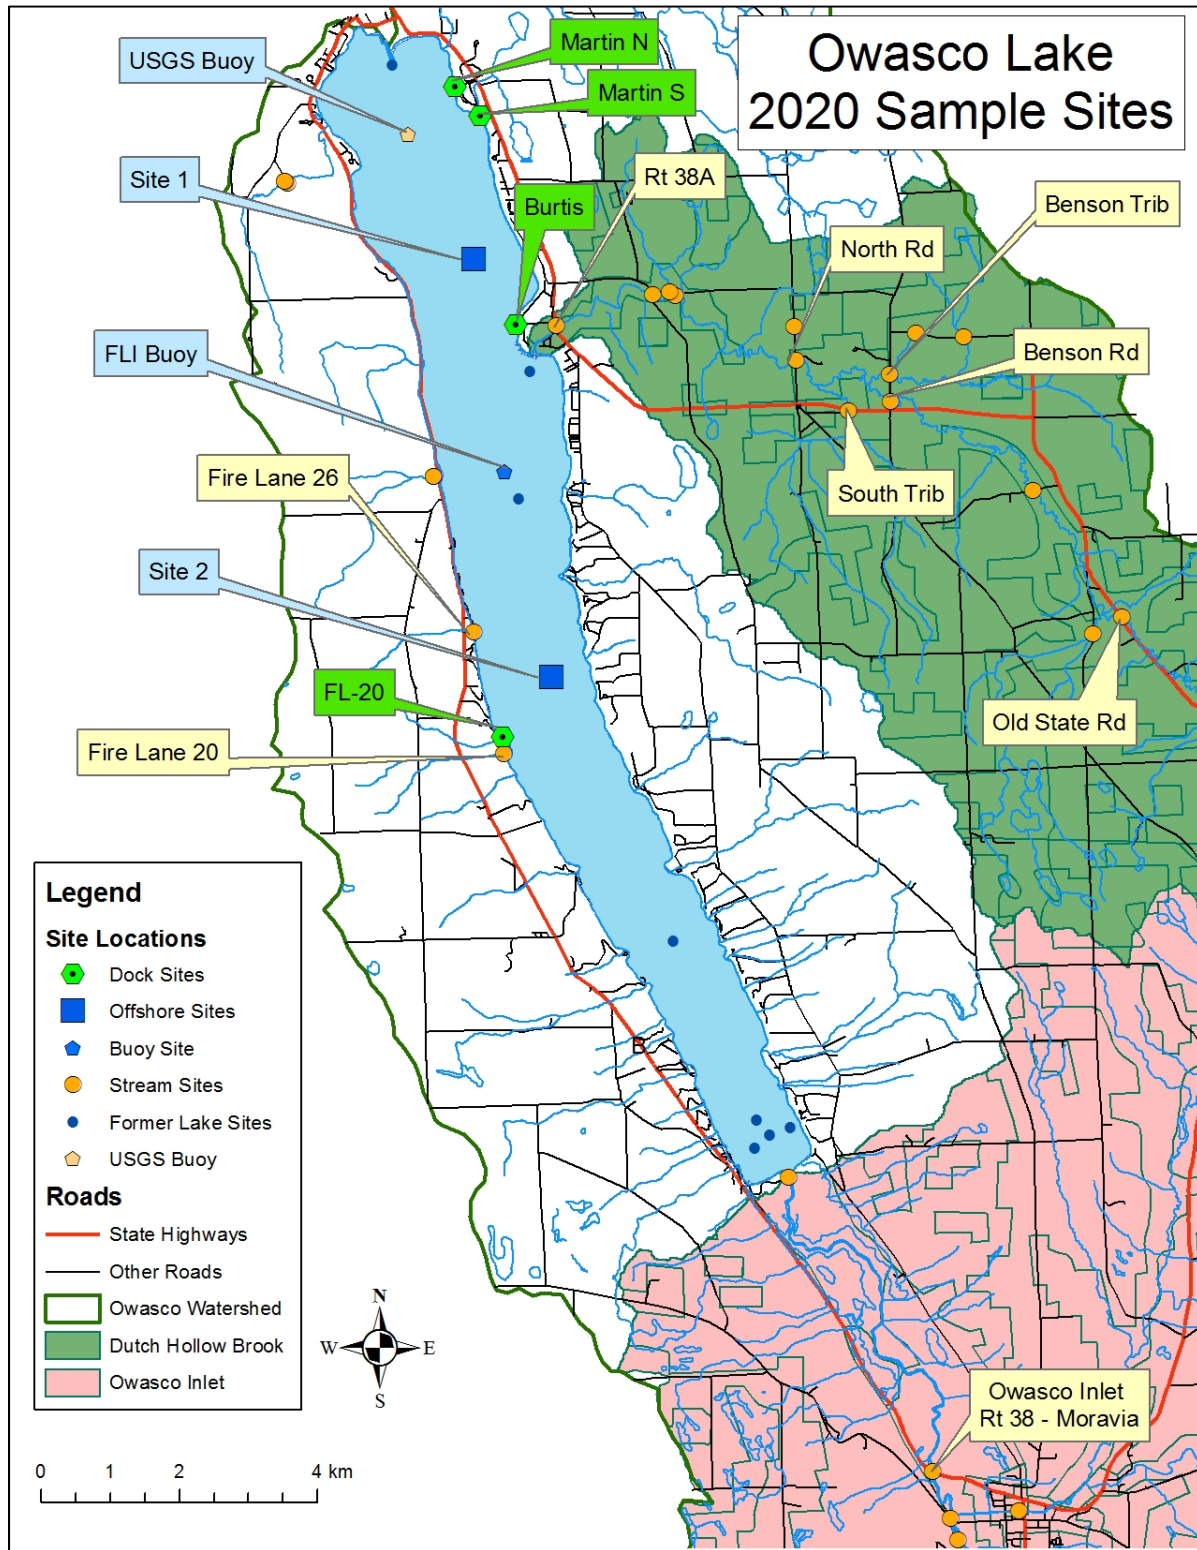 Owasco Lake
2020 Sample Sites
Martin N
USGS Buoy
Martin S
Site 1
Rt 38A
Burtis
Benson Trib
North Rd
FLI Buoy
Benson Rd
Fire Lane 26
South Trib
Site 2
FL-20
Old State Rd
Fire Lane 20
Legend
Site Locations
Dock Sites
Offshore Sites
Buoy Site
Stream Sites
Former Lake Sites
USGS Buoy
Roads
State Highways
Other Roads
Owasco Watershed
Dutch Hollow Brook
Owasco Inlet
N
W
E
S
Owasco Inlet
Rt 38 - Moravia
0 1 2 4 km